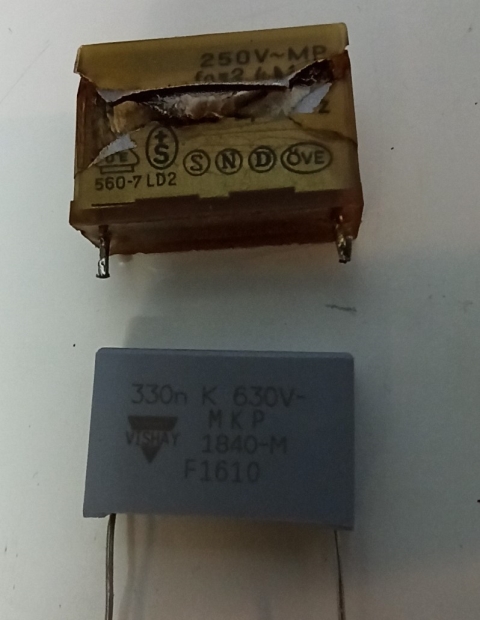 250V~MP
560-7 LD2
S N D ÖVE
330n K 630V-
MKP
VISHAY 1840-M
F1610